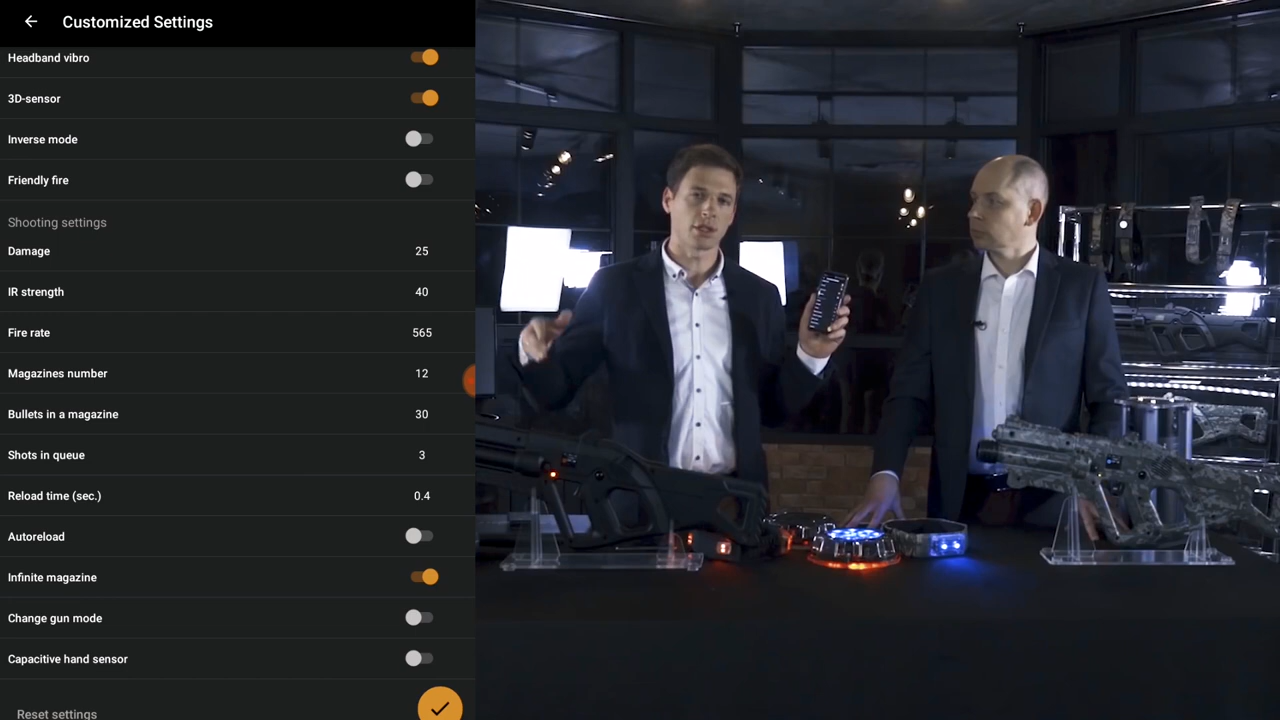 Customized Settings
Headband vibro
3D-sensor
Inverse mode
Friendly fire
Shooting settings
Damage 25
IR strength 40
Fire rate 565
Magazines number 12
Bullets in a magazine 30
Shots in queue 3
Reload time (sec.) 0.4
Autoreload
Infinite magazine
Change gun mode
Capacitive hand sensor
Reset settings